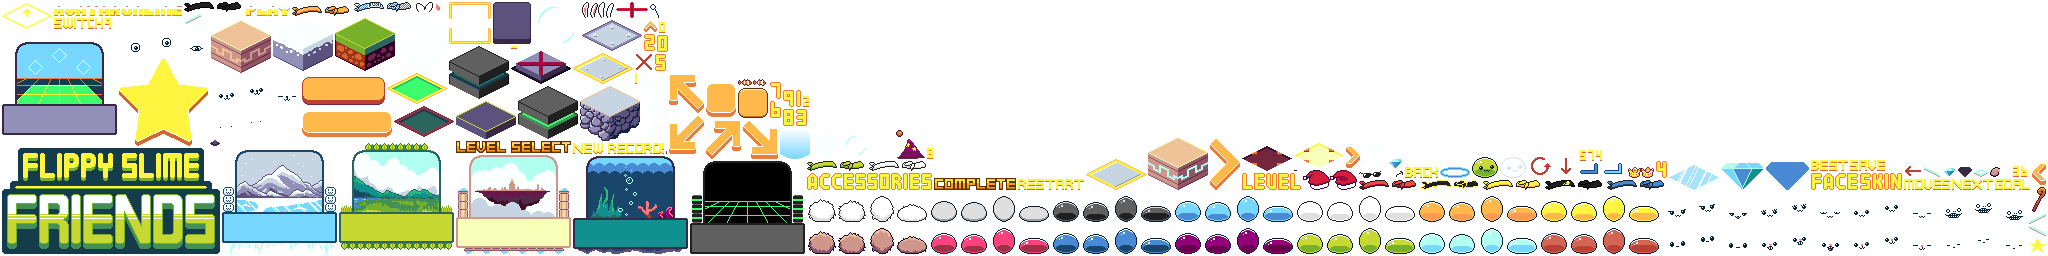 PLAY
SWITCH
LEVEL SELECT
NEW RECORD!
FLIPPY SLIME
FRIENDS
ACCESSORIES
COMPLETE
RESTART
LEVEL
BACK
BEST SAVE
FACE SKIN
MOVES NEXT GOAL